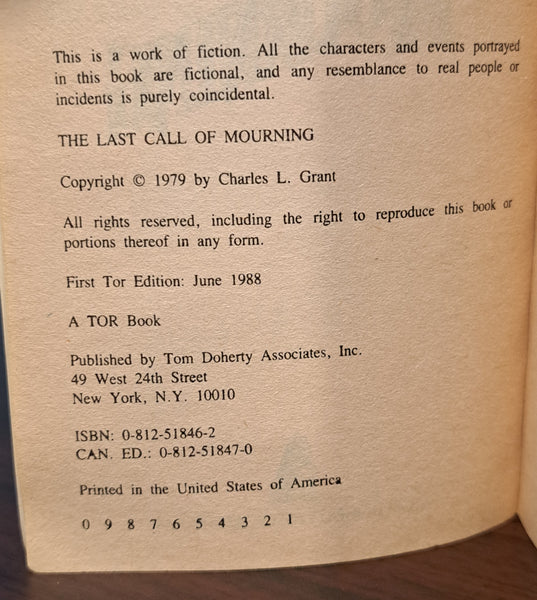 This is a work of fiction. All the characters and events portrayed
in this book are fictional, and any resemblance to real people or
incidents is purely coincidental.
THE LAST CALL OF MOURNING
Copyright © 1979 by Charles L. Grant
All rights reserved, including the right to reproduce this book or
portions thereof in any form.
First Tor Edition: June 1988
A TOR Book
Published by Tom Doherty Associates, Inc.
49 West 24th Street
New York, N.Y. 10010
ISBN: 0-812-51846-2
CAN. ED.: 0-812-51847-0
Printed in the United States of America
0 9 8 7 6 5 4 3 2 1